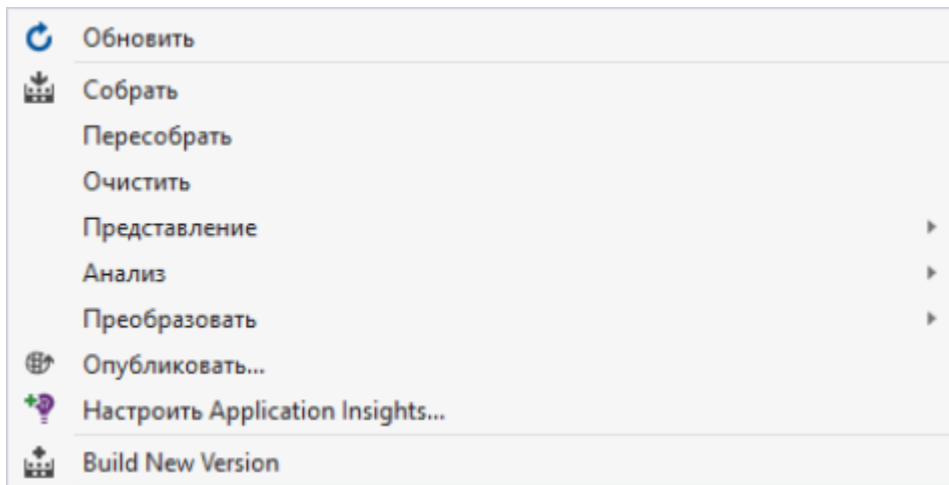 Обновить
Собрать
Пересобрать
Очистить
Представление
Анализ
Преобразовать
Опубликовать...
Настроить Application Insights...
Build New Version